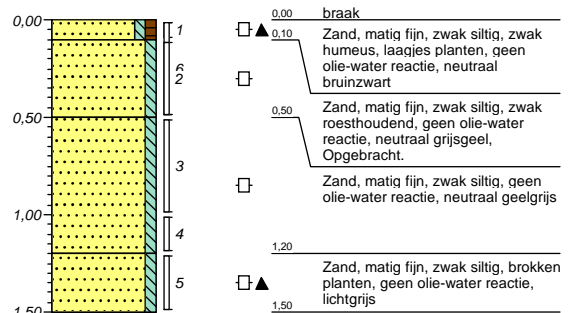 0,00
0,50
1,00
1,50
1
6
2
3
4
5
0,00
braak
0,10
Zand, matig fijn, zwak siltig, zwak
humeus, laagjes planten, geen
olie-water reactie, neutraal
bruinzwart
0,50
Zand, matig fijn, zwak siltig, zwak
roesthoudend, geen olie-water
reactie, neutraal grijsgeel,
Opgebracht.
Zand, matig fijn, zwak siltig, geen
olie-water reactie, neutraal geelgrijs
1,20
Zand, matig fijn, zwak siltig, brokken
planten, geen olie-water reactie,
lichtgrijs
1,50